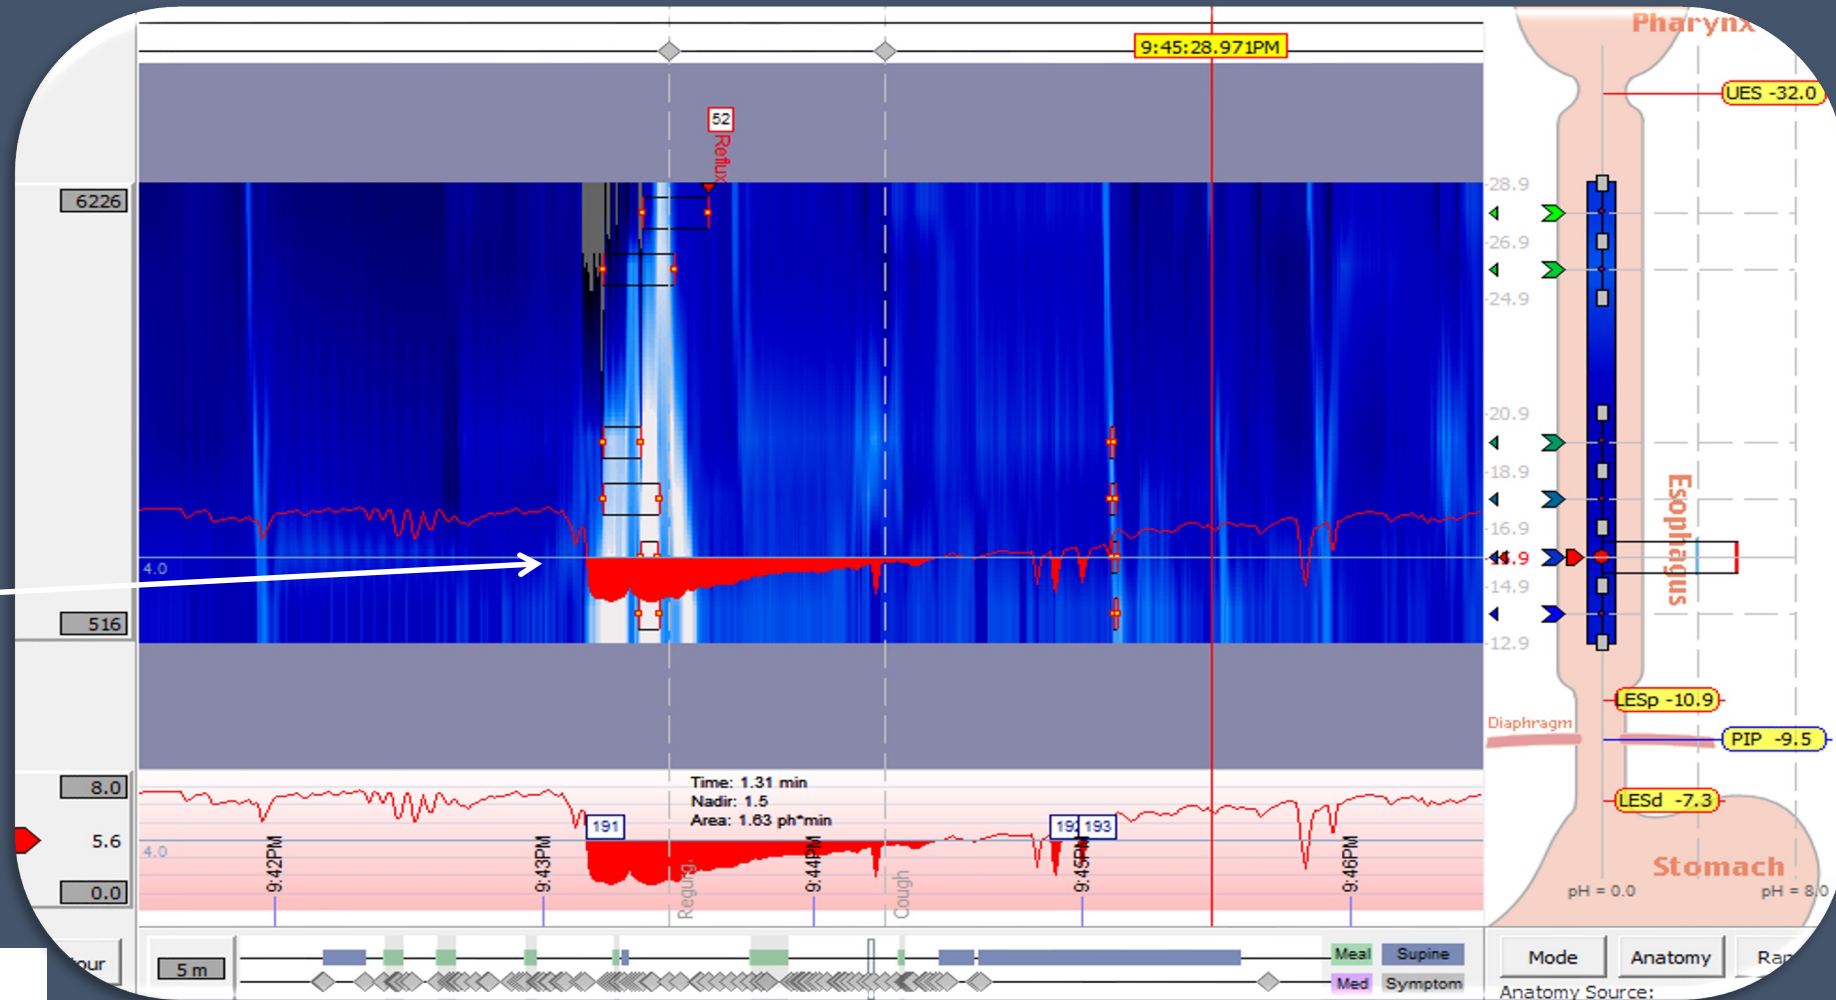 Pharynx
9:45:28.971PM
UES -32.0
52
Reflux
6226
-28.9
-26.9
-24.9
-20.9
-18.9
-16.9
-14.9
-12.9
4.0
516
Esophagus
LESp -10.9
Diaphragm
PIP -9.5
LESd -7.3
8.0
5.6
0.0
4.0
Time: 1.31 min
Nadir: 1.5
Area: 1.63 ph*min
191
193
9:42PM
9:43PM
9:44PM
9:45PM
9:46PM
Regurg.
Cough
Stomach
pH = 0.0
pH = 8.0
5 m
Meal
Supine
Med
Symptom
Mode
Anatomy
Anatomy Source: